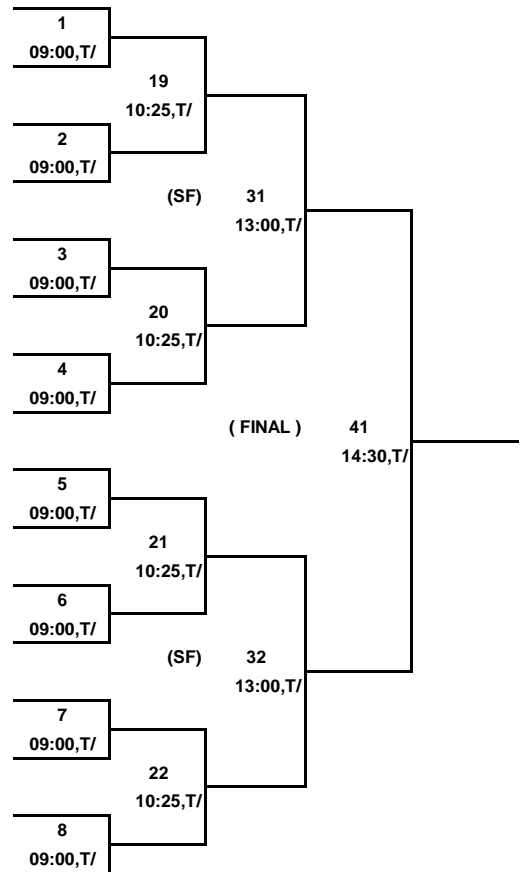 1
09:00,T/
19
10:25,T/
2
09:00,T/
(SF) 31
13:00,T/
3
09:00,T/
20
10:25,T/
4
09:00,T/
( FINAL ) 41
14:30,T/
5
09:00,T/
21
10:25,T/
6
09:00,T/
(SF) 32
13:00,T/
7
09:00,T/
22
10:25,T/
8
09:00,T/